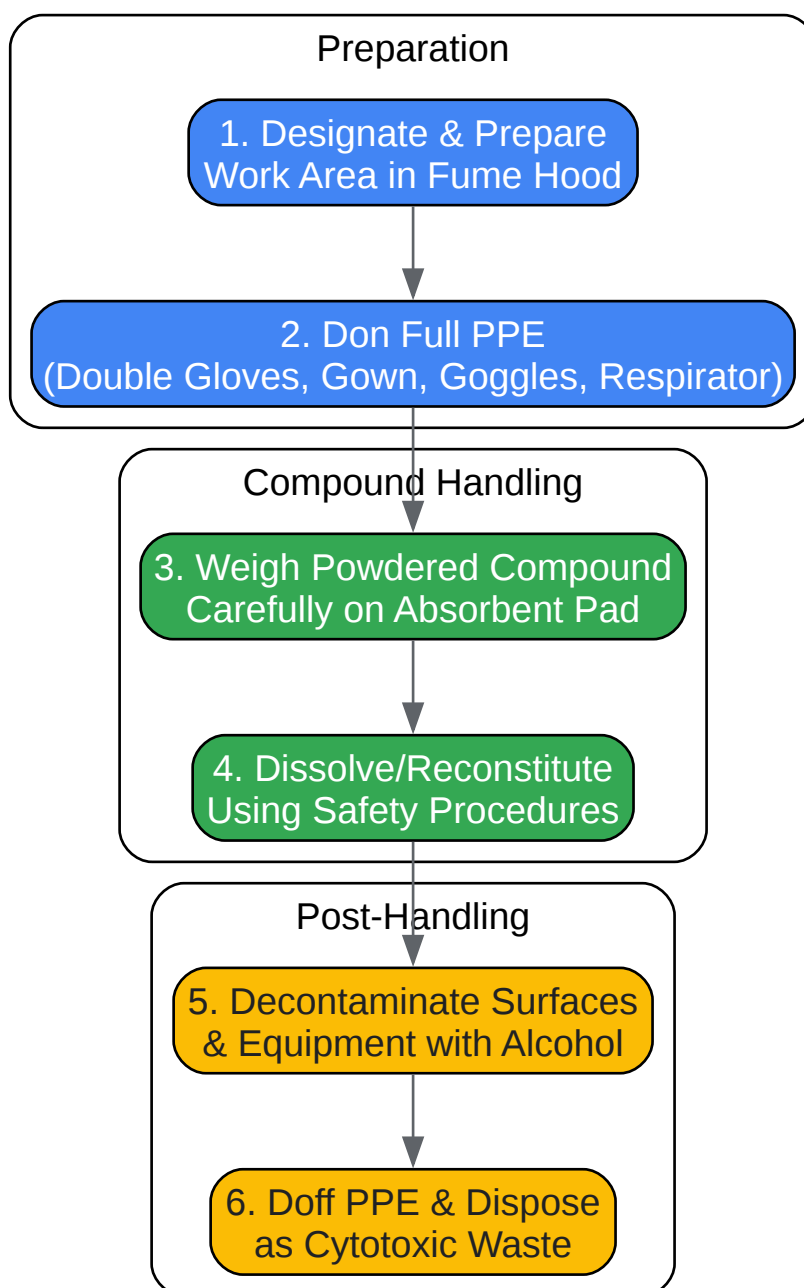 Preparation
1. Designate & Prepare
Work Area in Fume Hood
2. Don Full PPE
(Double Gloves, Gown, Goggles, Respirator)
Compound Handling
3. Weigh Powdered Compound
Carefully on Absorbent Pad
4. Dissolve/Reconstitute
Using Safety Procedures
Post-Handling
5. Decontaminate Surfaces
& Equipment with Alcohol
6. Doff PPE & Dispose
as Cytotoxic Waste